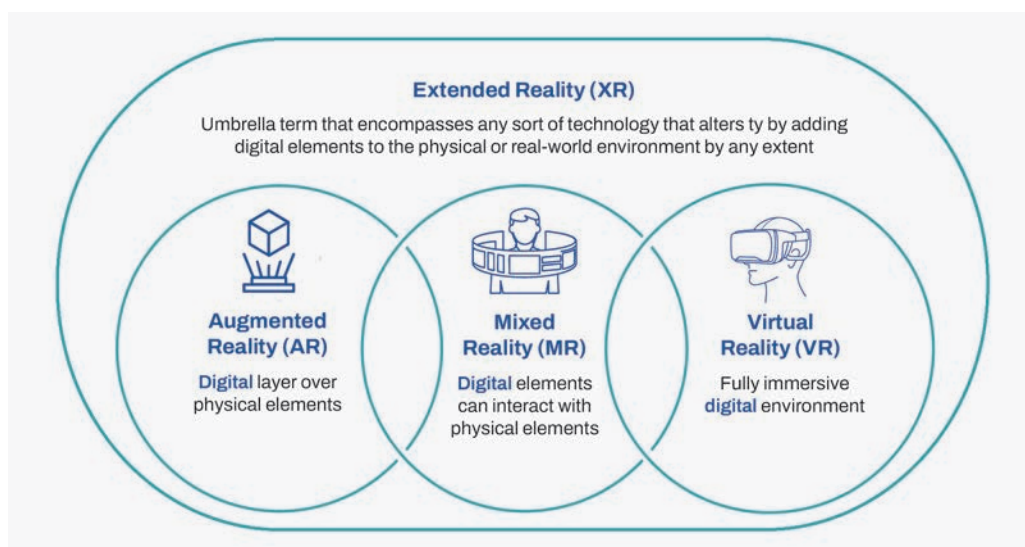 Extended Reality (XR)
Umbrella term that encompasses any sort of technology that alters ty by adding
digital elements to the physical or real-world environment by any extent
Augmented
Reality (AR)
Digital layer over
physical elements
Mixed
Reality (MR)
Digital elements
can interact with
physical elements
Virtual
Reality (VR)
Fully immersive
digital environment